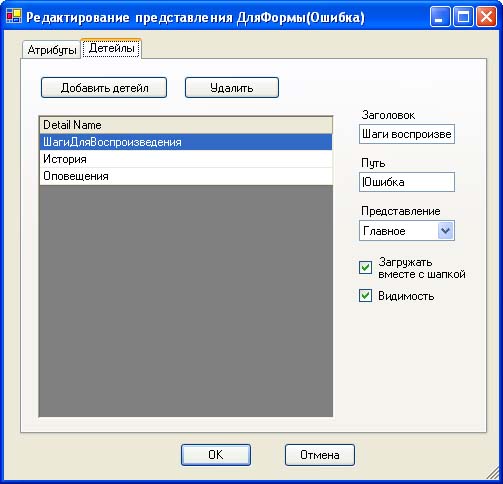 Редактирование представления ДляФормы(Ошибка)
Атрибуты Детейлы
Добавить детейл Удалить
Detail Name
ШагиДляВоспроизведения
История
Оповещения
Заголовок
Шаги воспроизве
Путь
Ошибка
Представление
Главное
Загружать
вместе с шапкой
Видимость
OK Отмена